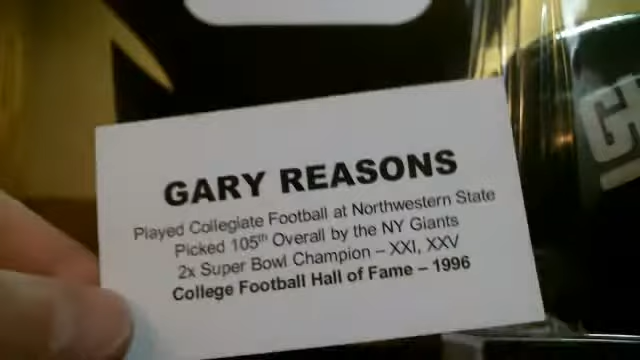 GARY REASONS
Played Collegiate Football at Northwestern State
Picked 105th Overall by the NY Giants
2x Super Bowl Champion – XXI, XXV
College Football Hall of Fame – 1996